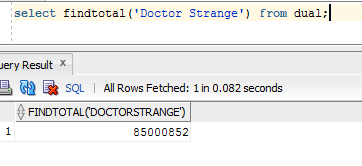 select findtotal('Doctor Strange') from dual;
uery Result x
SQL | All Rows Fetched: 1 in 0.082 seconds
FINDTOTAL('DOCTORSTRANGE')
1 85000852